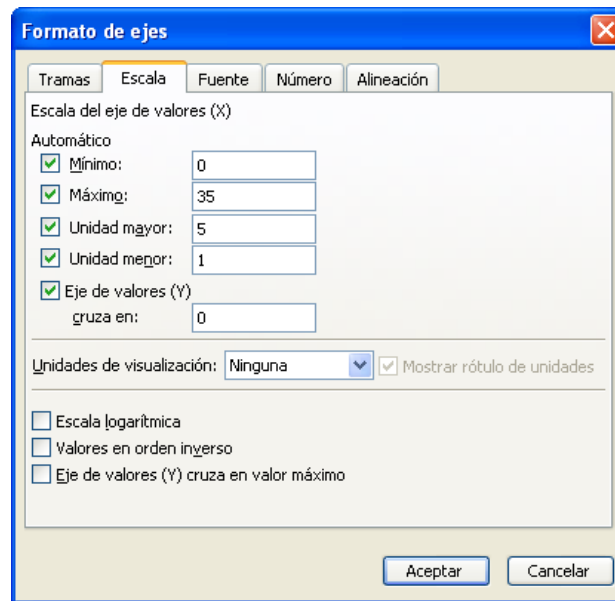 Formato de ejes
Tramas Escala Fuente Número Alineación
Escala del eje de valores (X)
Automático
Mínimo: 0
Máximo: 35
Unidad mayor: 5
Unidad menor: 1
Eje de valores (Y)
cruza en: 0
Unidades de visualización: Ninguna Mostrar rótulo de unidades
Escala logarítmica
Valores en orden inverso
Eje de valores (Y) cruza en valor máximo
Aceptar Cancelar